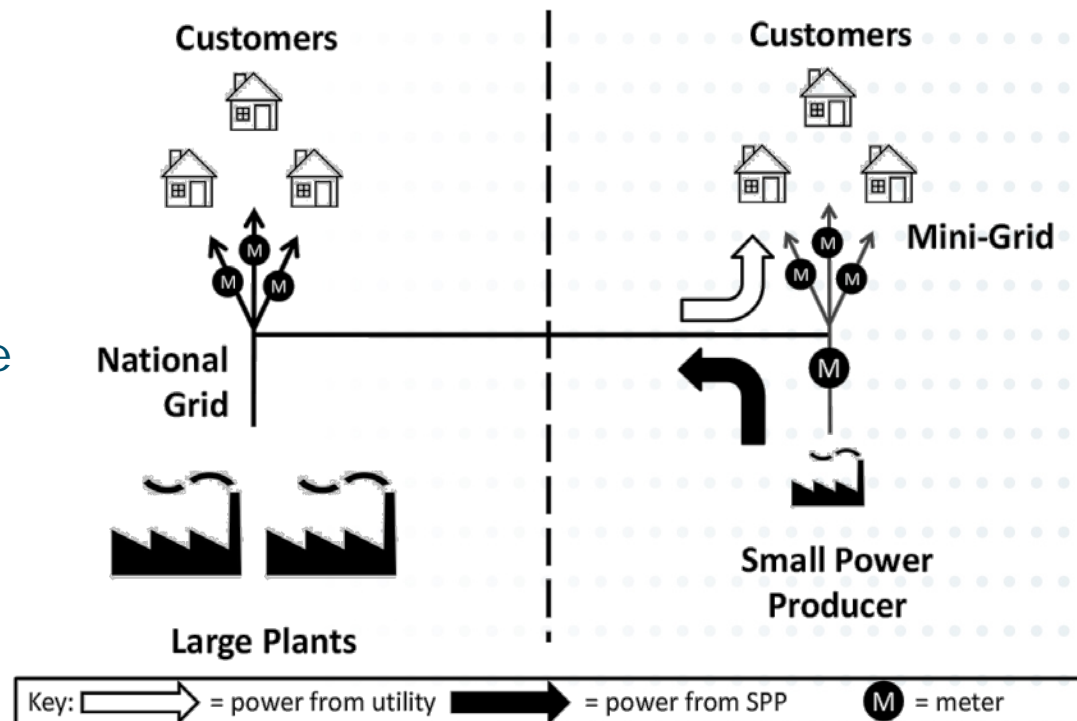 Customers
Customers
M
M
M
M
M
M
Mini-Grid
e
National
Grid
M
Small Power
Producer
Large Plants
Key: = power from utility = power from SPP M = meter